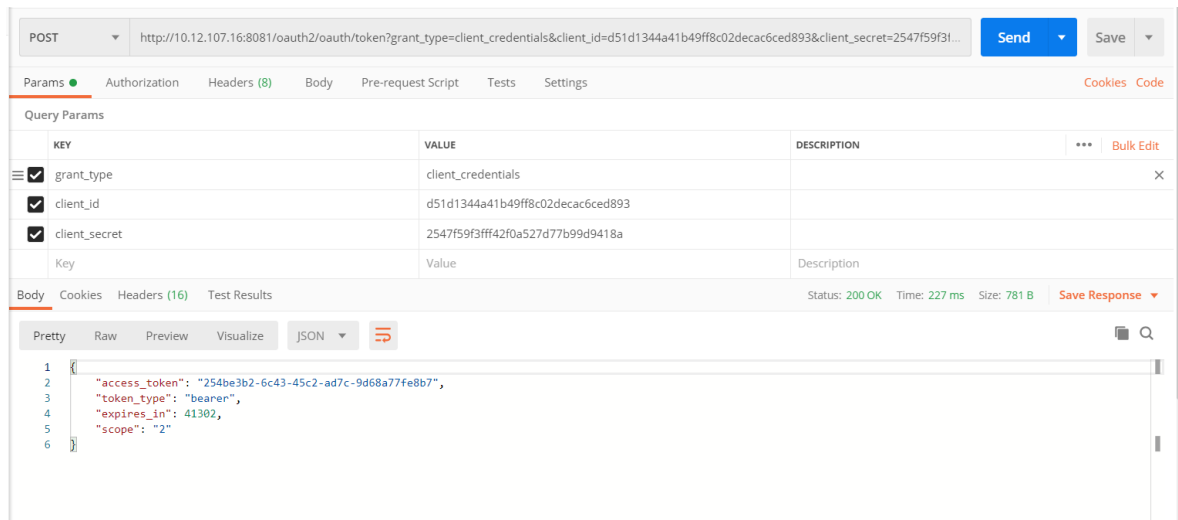 POST http://10.12.107.16:8081/oauth2/oauth/token?grant_type=client_credentials&client_id=d51d1344a41b49ff8c02decac6ced893&client_secret=2547f59f3f... Send Save
Params Authorization Headers (8) Body Pre-request Script Tests Settings Cookies Code
Query Params
KEY VALUE DESCRIPTION ••• Bulk Edit
grant_type client_credentials
client_id d51d1344a41b49ff8c02decac6ced893
client_secret 2547f59f3fff42f0a527d77b99d9418a
Key Value Description
Body Cookies Headers (16) Test Results Status: 200 OK Time: 227 ms Size: 781 B Save Response
Pretty Raw Preview Visualize JSON
1 {
2 "access_token": "254be3b2-6c43-45c2-ad7c-9d68a77fe8b7",
3 "token_type": "bearer",
4 "expires_in": 41302,
5 "scope": "2"
6 }